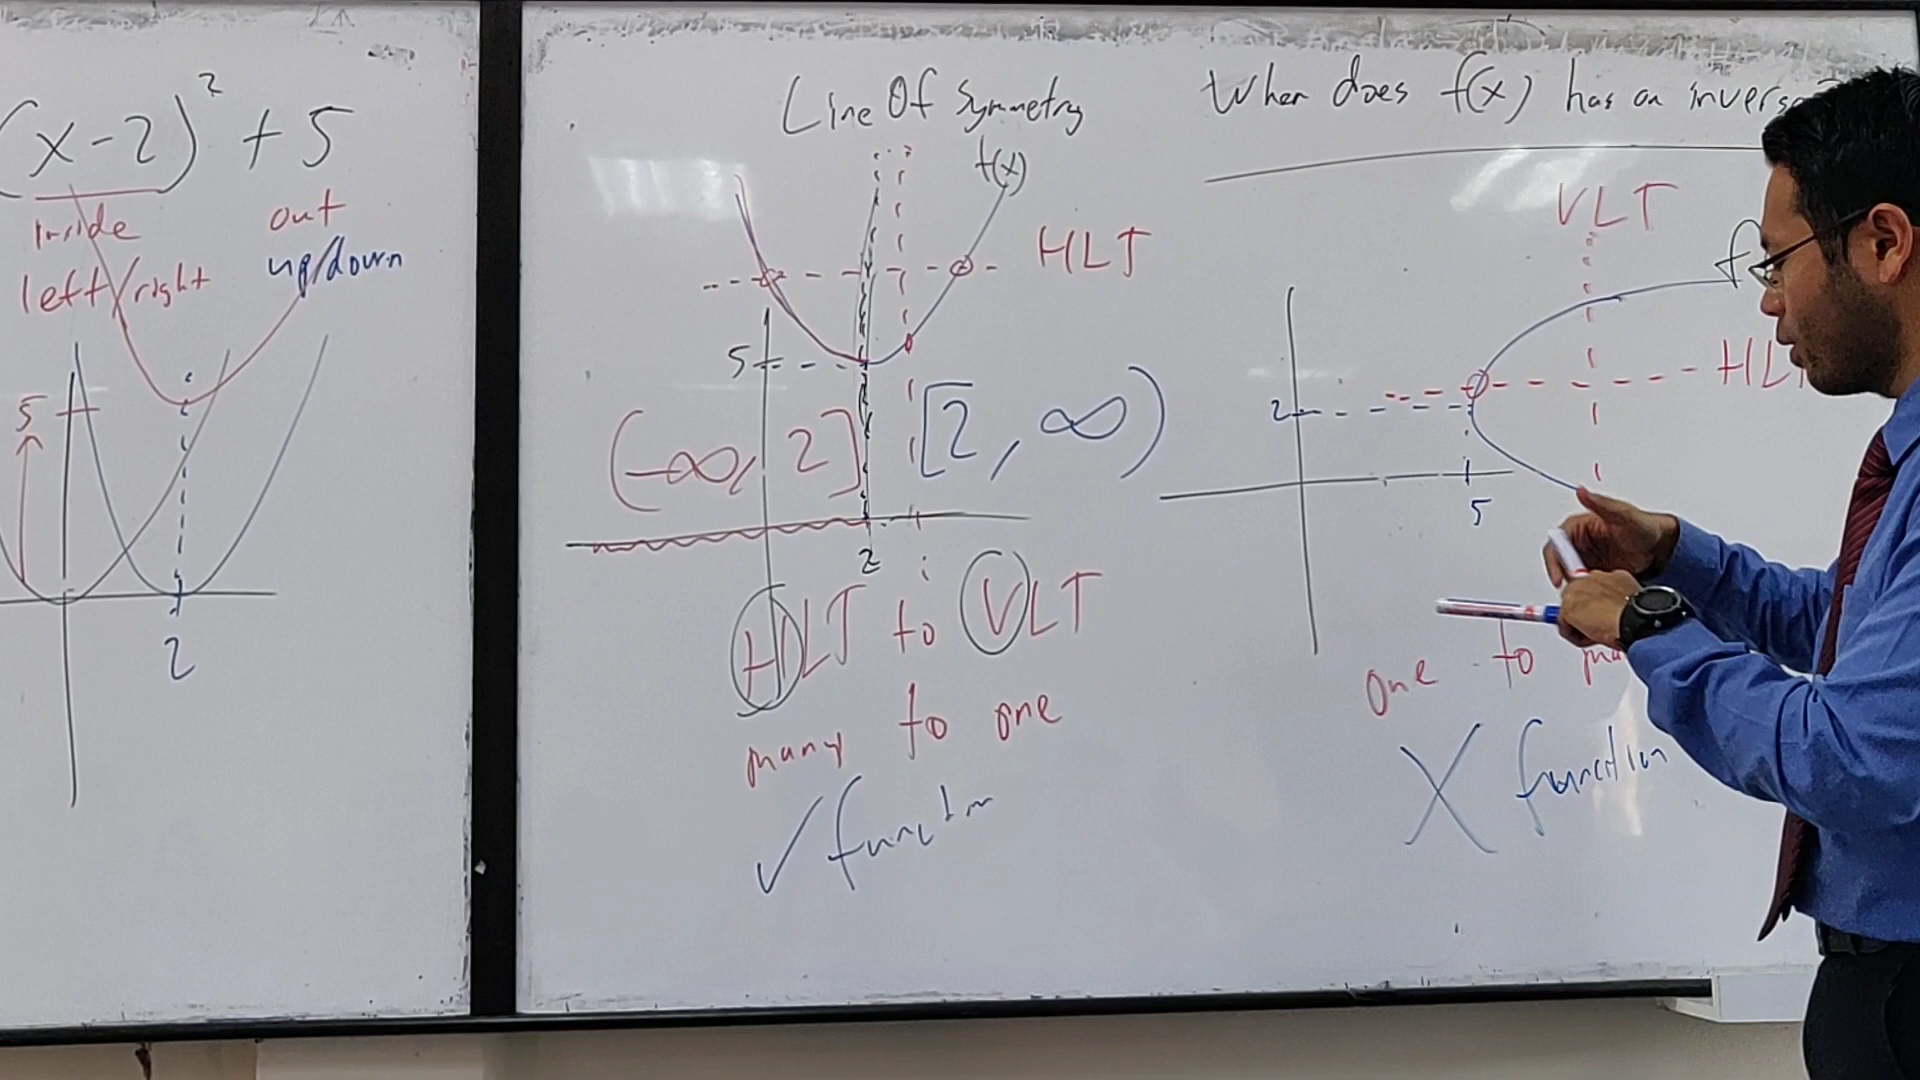 (x-2)² + 5
inside out
left/right up/down
5
2
Line Of Symmetry
f(x)
HLT
5
(-∞, 2] [2, ∞)
2
HLT to VLT
many to one
✓ function
When does f(x) has an inverse
VLT
HLT
2
5
one to
X function